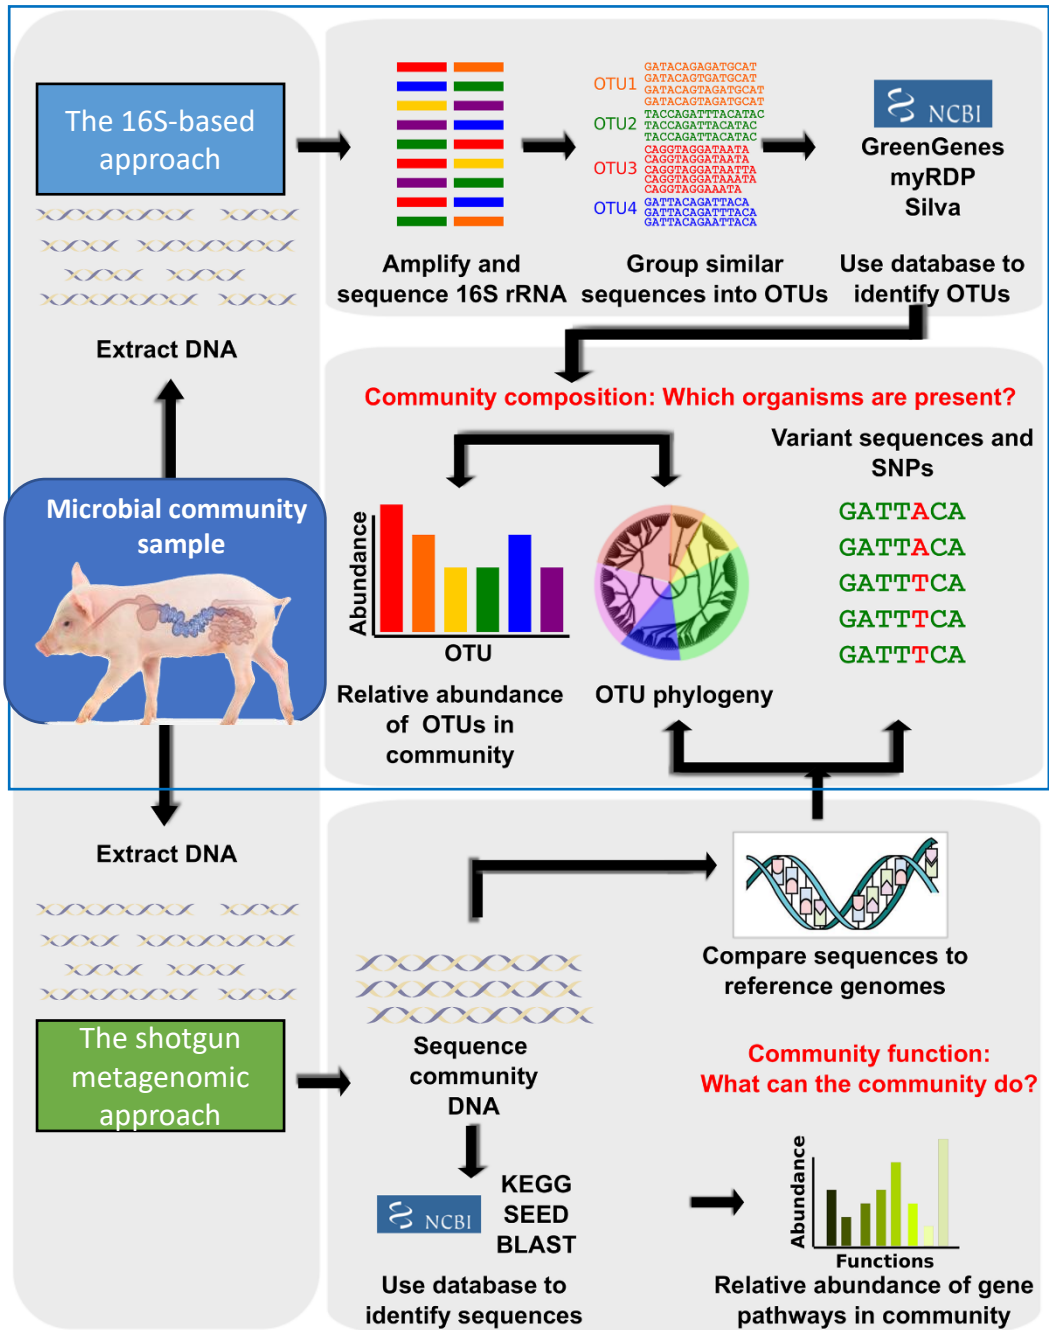 The 16S-based
approach
Extract DNA
OTU1
GATACAGAGATGCAT
GATACAGTGATGCAT
GATACAGTAGATGCAT
GATACAGTAGATGCAT
OTU2
TACCAGATTTACATAC
TACCAGATTACATAC
TACCAGATTACATAC
OTU3
CAGGTAGGATAATA
CAGGTAGGATAATA
CAGGTAGGATAATTA
CAGGTAGGATAAATA
CAGGTAGGAAATA
OTU4
GATTACAGATTACA
GATTACAGATTTACA
GATTACAGAATTACA
NCBI
GreenGenes
myRDP
Silva
Amplify and
sequence 16S rRNA
Group similar
sequences into OTUs
Use database to
identify OTUs
Community composition: Which organisms are present?
Microbial community
sample
Abundance
OTU
Relative abundance
of OTUs in
community
OTU phylogeny
Variant sequences and
SNPs
GATTACA
GATTACA
GATTTCA
GATTTCA
GATTTCA
Extract DNA
The shotgun
metagenomic
approach
Sequence
community
DNA
Compare sequences to
reference genomes
NCBI
KEGG
SEED
BLAST
Use database to
identify sequences
Community function:
What can the community do?
Abundance
Functions
Relative abundance of gene
pathways in community